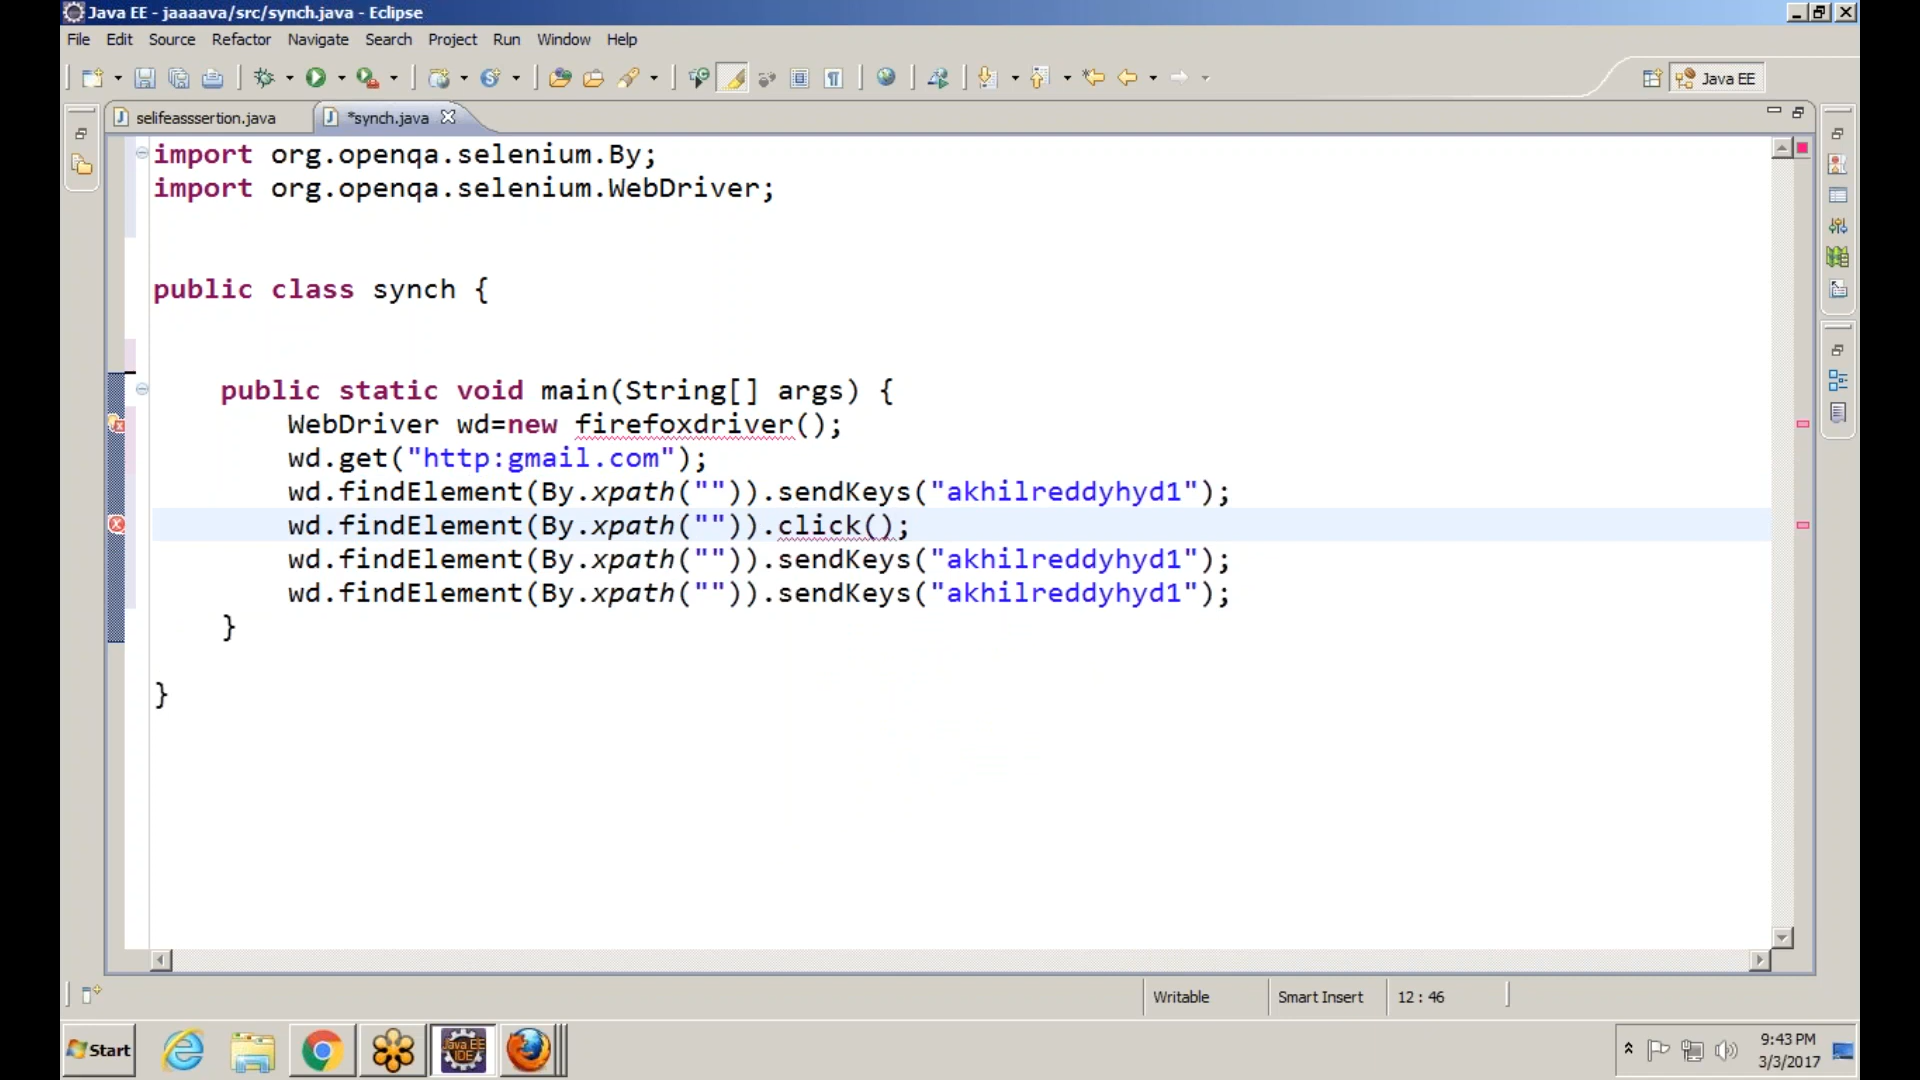 Java EE - jaaaava/src/synch.java - Eclipse
File Edit Source Refactor Navigate Search Project Run Window Help
Java EE
selifeasssertion.java *synch.java
import org.openqa.selenium.By;
import org.openqa.selenium.WebDriver;
public class synch {
public static void main(String[] args) {
WebDriver wd=new firefoxdriver();
wd.get("http:gmail.com");
wd.findElement(By.xpath("")).sendKeys("akhilreddyhyd1");
wd.findElement(By.xpath("")).click();
wd.findElement(By.xpath("")).sendKeys("akhilreddyhyd1");
wd.findElement(By.xpath("")).sendKeys("akhilreddyhyd1");
}
}
Writable Smart Insert 12 : 46
Start
Java EE
IDE
9:43 PM
3/3/2017